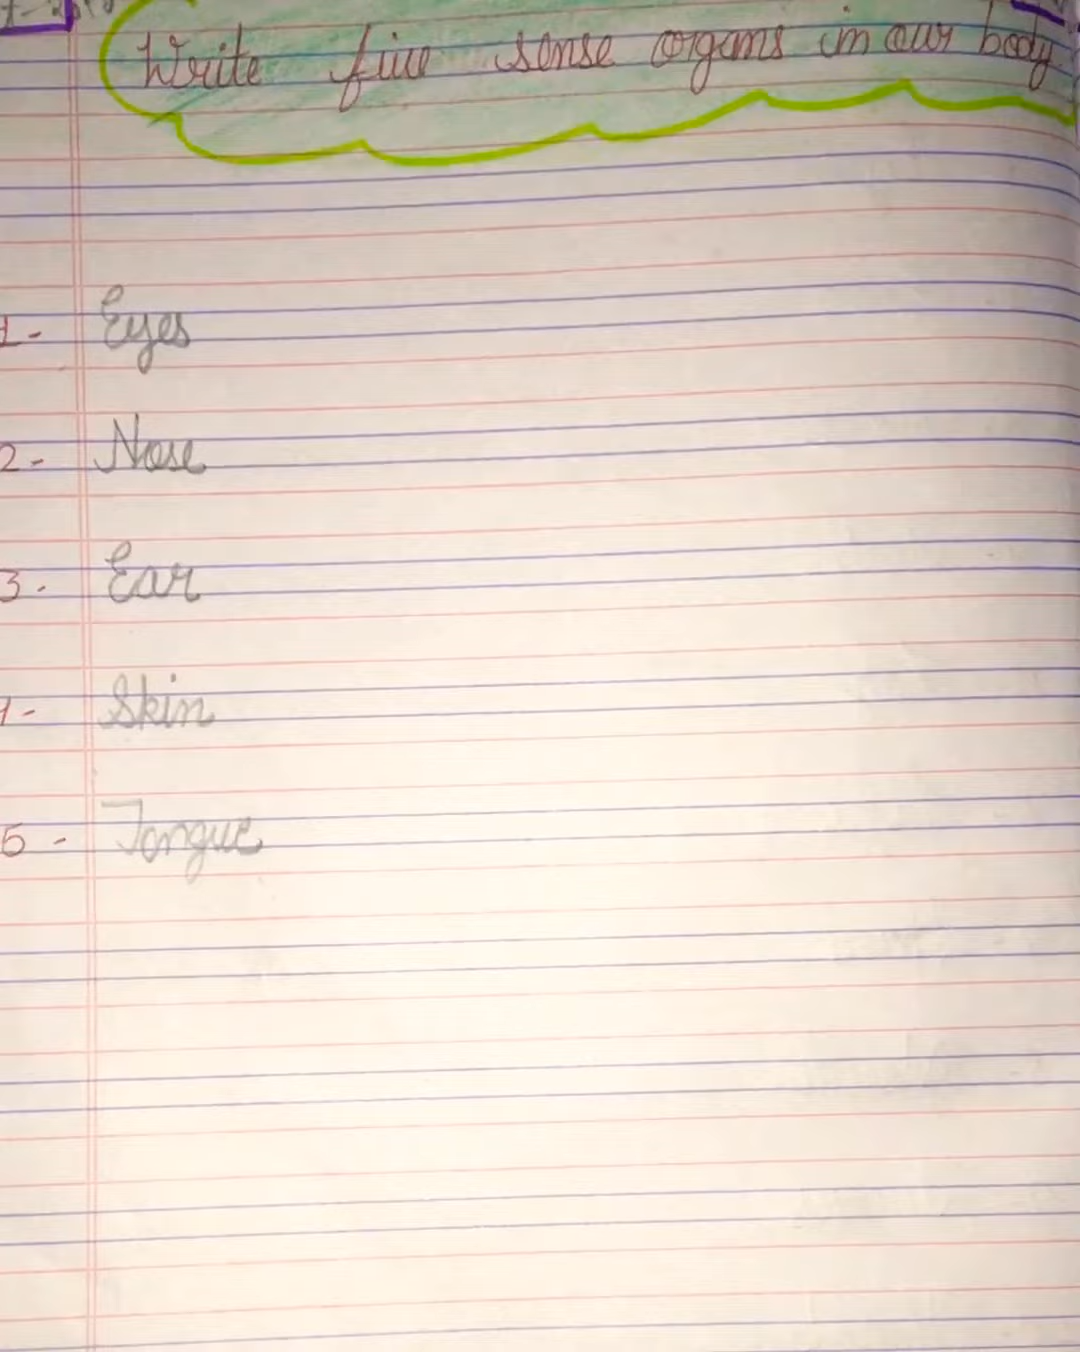 Write five sense organs in our body
1- Eyes
2- Nose
3- Ear
4- Skin
5- Tongue